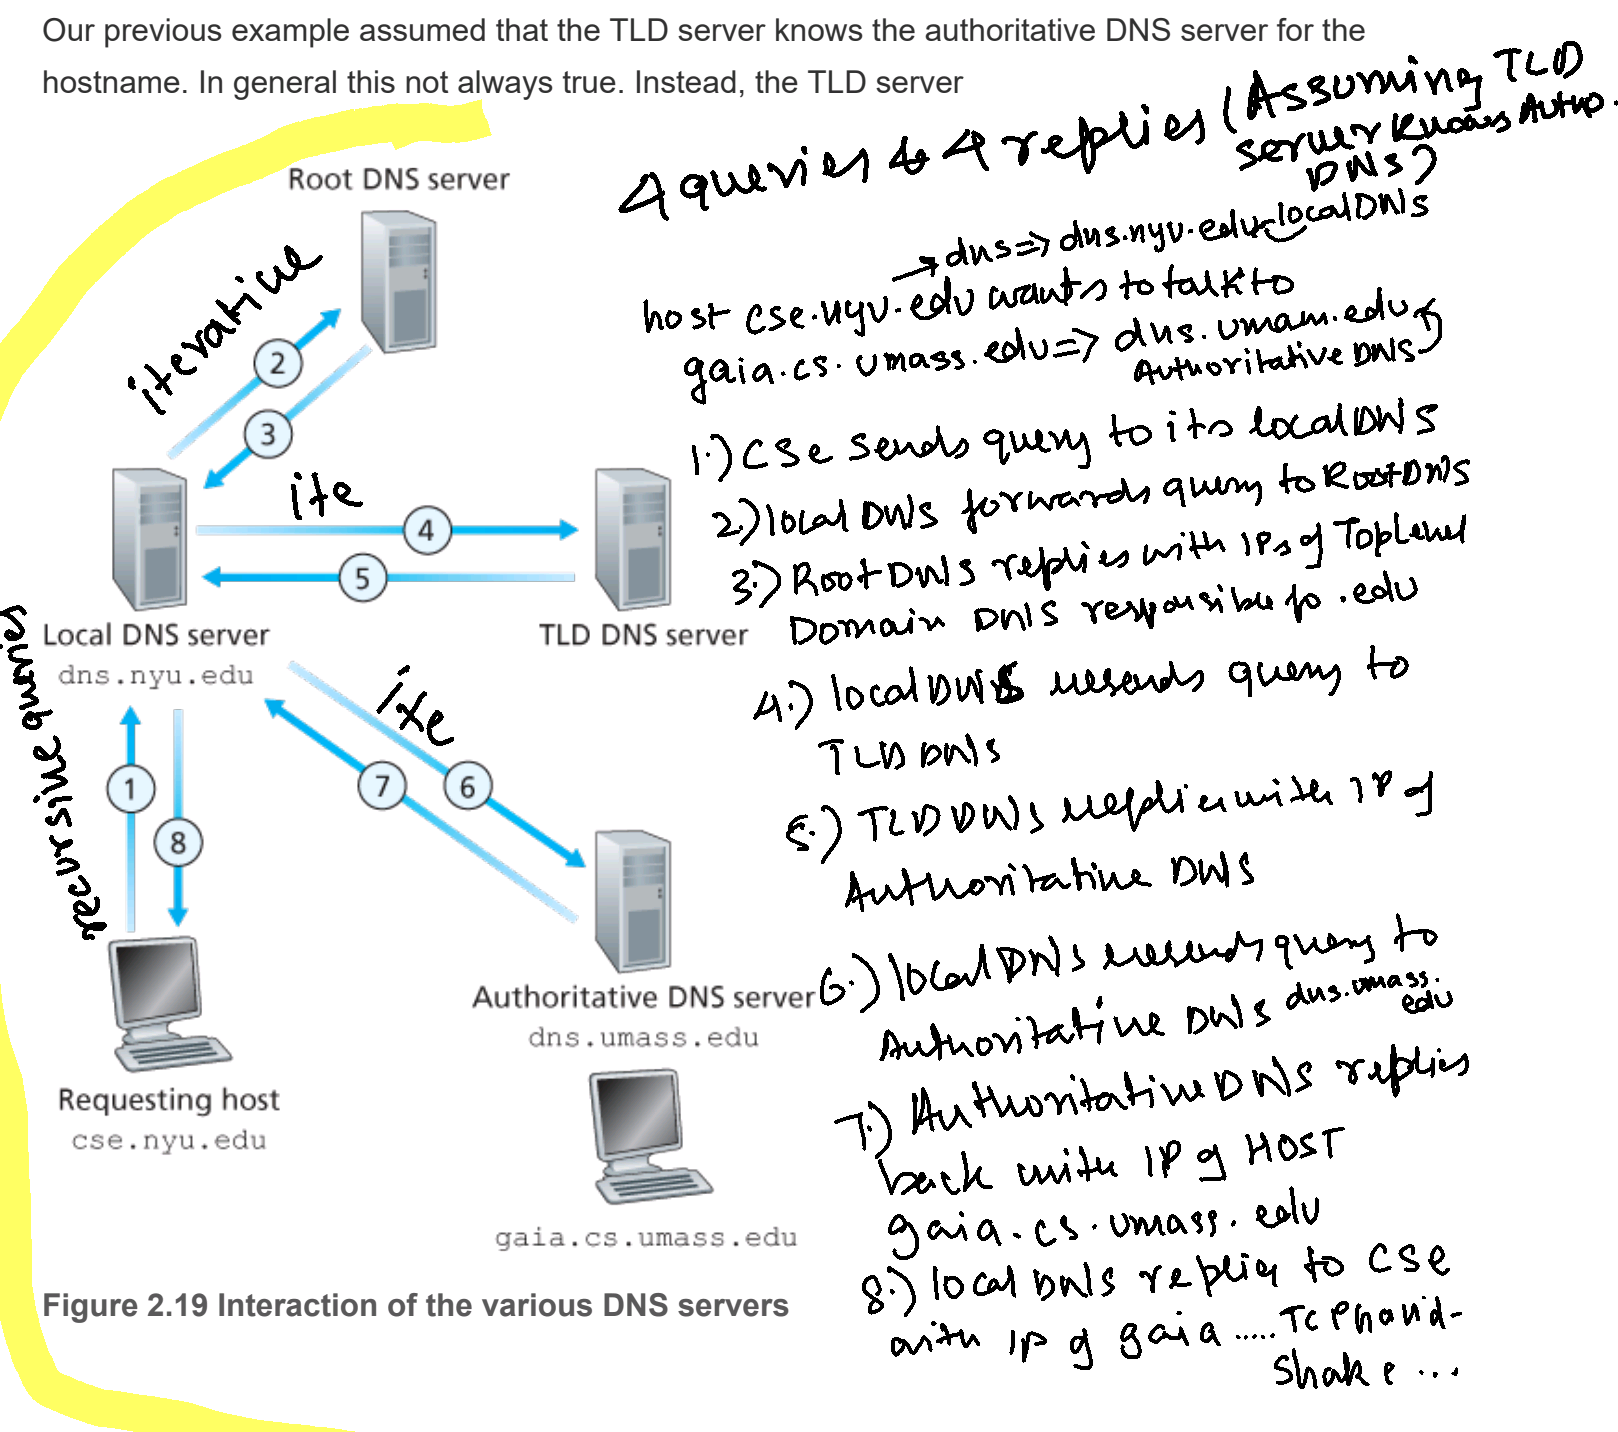 Our previous example assumed that the TLD server knows the authoritative DNS server for the
hostname. In general this not always true. Instead, the TLD server
4 queries & 4 replies (Assuming TLD
server knows Autho.
DNS)
Root DNS server
→ dns => dns.nyu.edu localDNS
host cse.nyu.edu wants to talk to
gaia.cs.umass.edu => dns.umass.edu
Authoritative DNS
iterative
2
3
1.) Cse sends query to its local DNS
2.) local DNS forwards query to Root DNS
3.) Root DNS replies with IPs of Top Level
Domain DNS responsible fo .edu
ite
4
5
Local DNS server
dns.nyu.edu
TLD DNS server
4.) local DNS resends query to
TLD DNS
5.) TLD DNS replies with IP of
Authoritative DNS
ite
7
6
recursive queries
1
8
6.) local DNS resends query to
Authoritative DNS dns.umass.
edu
Authoritative DNS server
dns.umass.edu
7.) Authoritative DNS replies
back with IP of HOST
gaia.cs.umass.edu
Requesting host
cse.nyu.edu
gaia.cs.umass.edu
8.) local DNS replies to CSE
with IP of gaia ..... TCP hand-
shake ...
Figure 2.19 Interaction of the various DNS servers